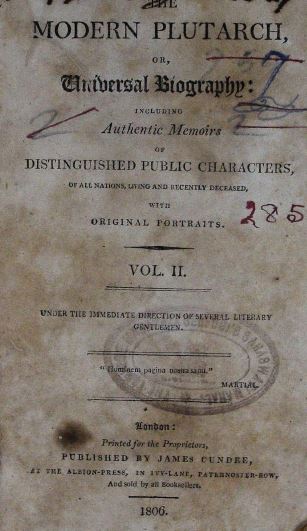 THE
MODERN PLUTARCH,
OR,
Universal Biography:
INCLUDING
Authentic Memoirs
OF
DISTINGUISHED PUBLIC CHARACTERS,
OF ALL NATIONS, LIVING AND RECENTLY DECEASED,
WITH
ORIGINAL PORTRAITS.
285
VOL. II.
UNDER THE IMMEDIATE DIRECTION OF SEVERAL LITERARY
GENTLEMEN.
"Hominem pagina nostra sapit."
MARTIAL.
London:
Printed for the Proprietors,
PUBLISHED BY JAMES CUNDEE,
AT THE ALBION-PRESS, IN IVY-LANE, PATERNOSTER-ROW,
And sold by all Booksellers.
1806.